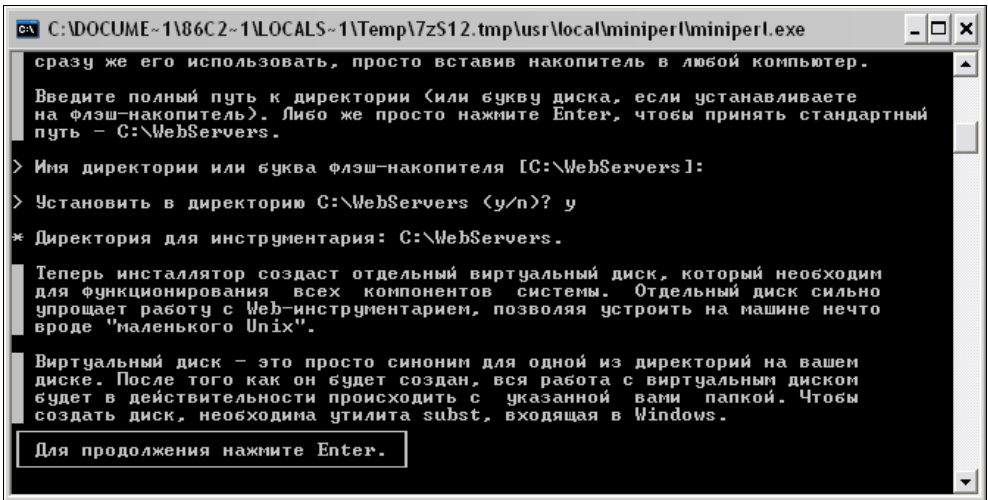 C:\DOCUME~1\86C2~1\LOCALS~1\Temp\7zS12.tmp\usr\local\miniperl\miniperl.exe
сразу же его использовать, просто вставив накопитель в любой компьютер.
Введите полный путь к директории (или букву диска, если устанавливаете
на флэш-накопитель). Либо же просто нажмите Enter, чтобы принять стандартный
путь - C:\WebServers.
> Имя директории или буква флэш-накопителя [C:\WebServers]:
> Установить в директорию C:\WebServers (y/n)? y
* Директория для инструментария: C:\WebServers.
Теперь инсталлятор создаст отдельный виртуальный диск, который необходим
для функционирования всех компонентов системы. Отдельный диск сильно
упрощает работу с Web-инструментарием, позволяя устроить на машине нечто
вроде "маленького Unix".
Виртуальный диск - это просто синоним для одной из директорий на вашем
диске. После того как он будет создан, вся работа с виртуальным диском
будет в действительности происходить с указанной вами папкой. Чтобы
создать диск, необходима утилита subst, входящая в Windows.
Для продолжения нажмите Enter.